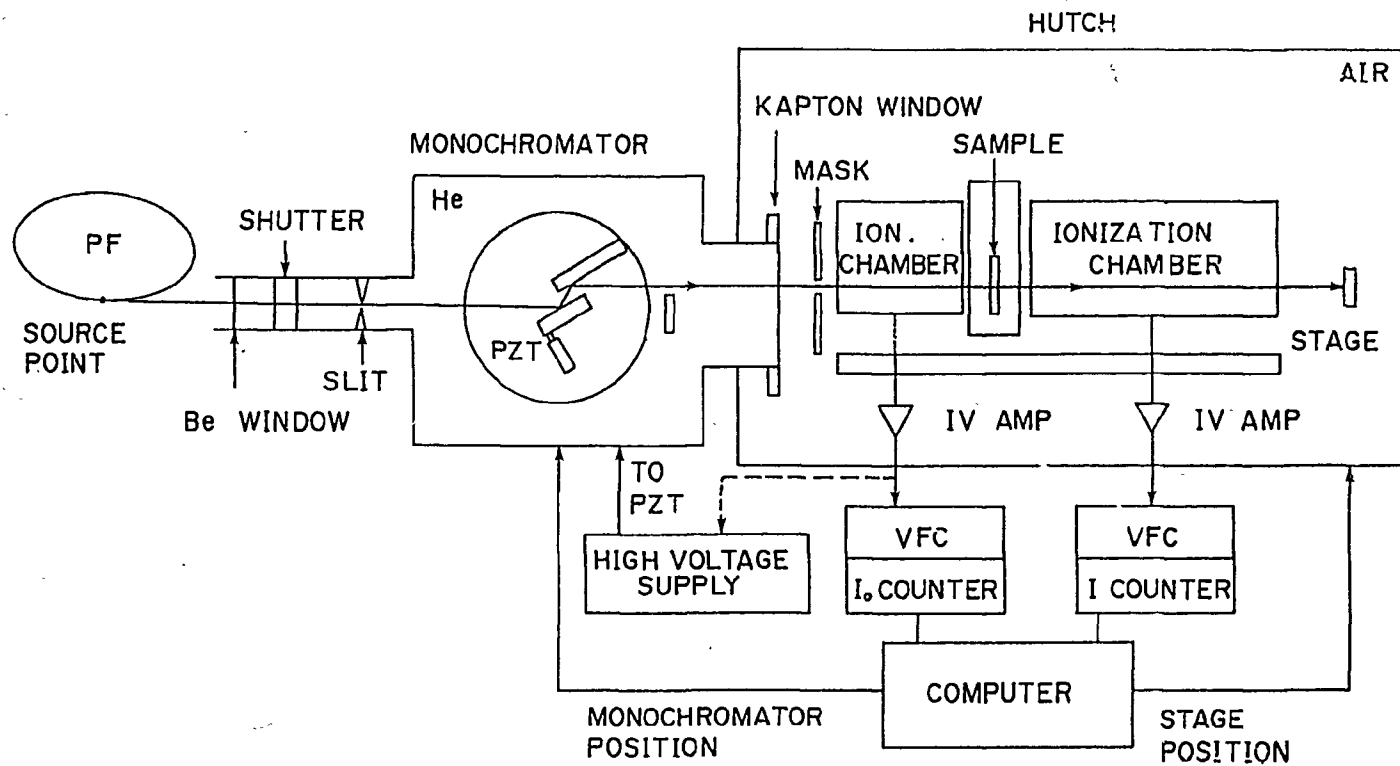 HUTCH
AIR
KAPTON WINDOW
MONOCHROMATOR
SAMPLE
MASK
He
PF
SHUTTER
ION.
CHAMBER
IONIZATION
CHAMBER
SOURCE
POINT
SLIT
PZT
STAGE
Be WINDOW
IV AMP
IV AMP
TO
PZT
HIGH VOLTAGE
SUPPLY
VFC
I₀ COUNTER
VFC
I COUNTER
COMPUTER
MONOCHROMATOR
POSITION
STAGE
POSITION